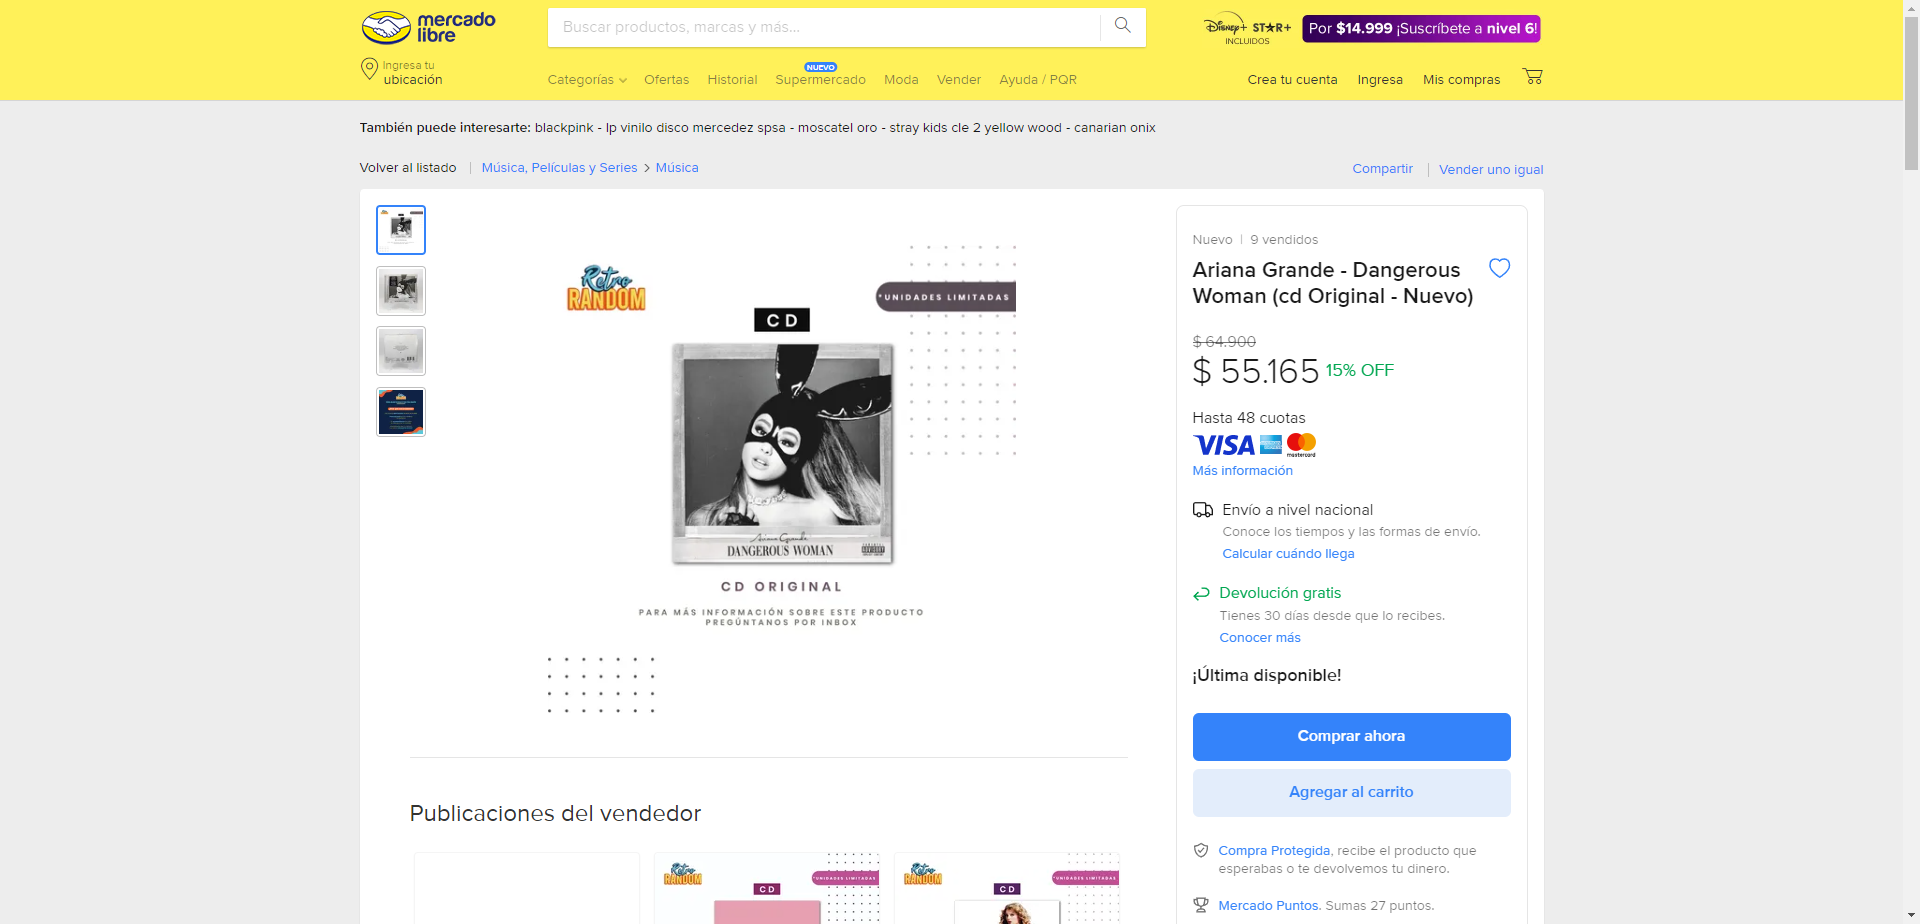 mercado
libre
Buscar productos, marcas y más...
Disney+ STAR+
INCLUIDOS
Por $14.999 ¡Suscríbete a nivel 6!
Ingresa tu
ubicación
NUEVO
Categorías Ofertas Historial Supermercado Moda Vender Ayuda / PQR
Crea tu cuenta Ingresa Mis compras
También puede interesarte: blackpink - lp vinilo disco mercedez spsa - moscatel oro - stray kids cle 2 yellow wood - canarian onix
Volver al listado | Música, Películas y Series > Música
Compartir | Vender uno igual
Retro
RANDOM
*UNIDADES LIMITADAS
CD
Ariana Grande
DANGEROUS WOMAN
CD ORIGINAL
PARA MÁS INFORMACIÓN SOBRE ESTE PRODUCTO
PREGÚNTANOS POR INBOX
Nuevo | 9 vendidos
Ariana Grande - Dangerous
Woman (cd Original - Nuevo)
$ 64.900
$ 55.165 15% OFF
Hasta 48 cuotas
VISA
mastercard
Más información
Envío a nivel nacional
Conoce los tiempos y las formas de envío.
Calcular cuándo llega
Devolución gratis
Tienes 30 días desde que lo recibes.
Conocer más
¡Última disponible!
Comprar ahora
Agregar al carrito
Compra Protegida, recibe el producto que
esperabas o te devolvemos tu dinero.
Mercado Puntos. Sumas 27 puntos.
Publicaciones del vendedor
Retro
RANDOM
*UNIDADES LIMITADAS
CD
Retro
RANDOM
*UNIDADES LIMITADAS
CD